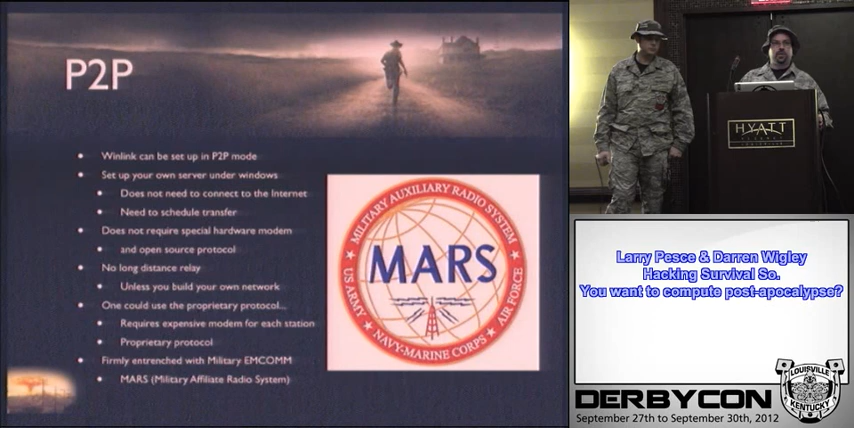 P2P
Winlink can be set up in P2P mode
Set up your own server under windows
Does not need to connect to the Internet
Need to schedule transfer
Does not require special hardware modem
and open source protocol
No long distance relay
Unless you build your own network
One could use the proprietary protocol...
Requires expensive modem for each station
Proprietary protocol
Firmly entrenched with Military EMCOMM
MARS (Military Affiliate Radio System)
MILITARY AUXILIARY RADIO SYSTEM
MARS
US ARMY
NAVY-MARINE CORPS
AIR FORCE
HYATT
Larry Pesce & Darren Wigley
Hacking Survival So.
You want to compute post-apocalypse?
DERBYCON
September 27th to September 30th, 2012
LOUISVILLE
KENTUCKY